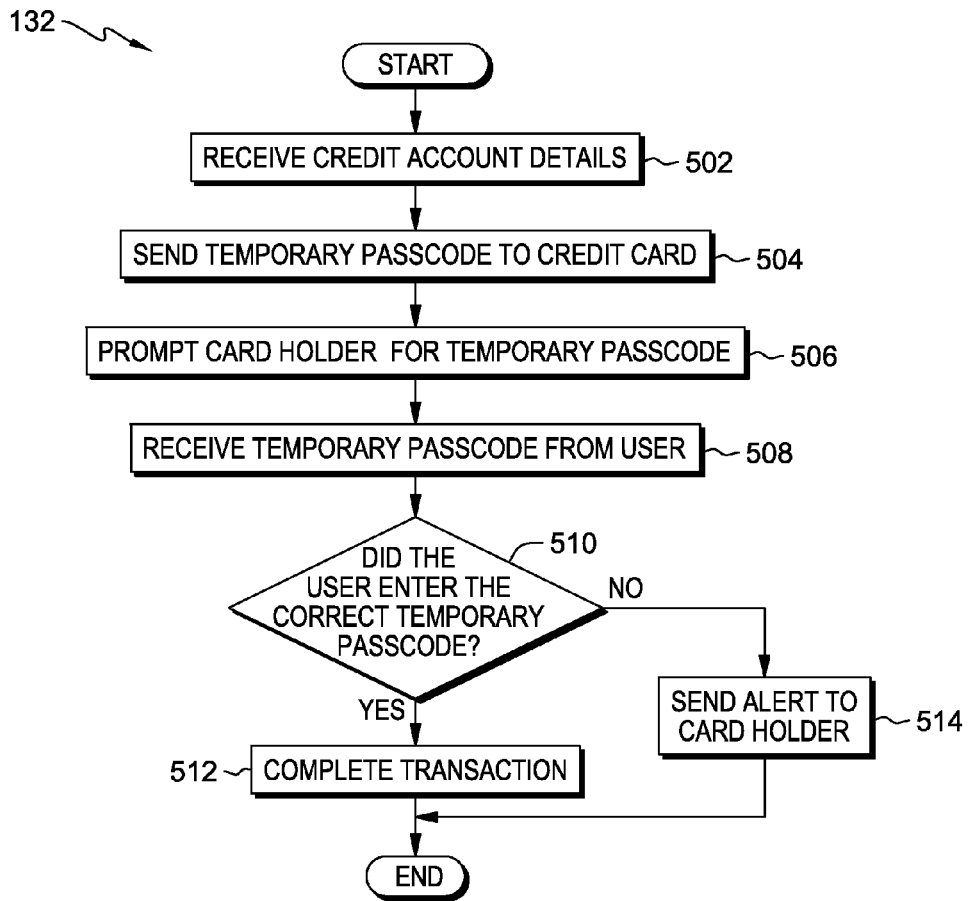 132
START
RECEIVE CREDIT ACCOUNT DETAILS
502
SEND TEMPORARY PASSCODE TO CREDIT CARD
504
PROMPT CARD HOLDER FOR TEMPORARY PASSCODE
506
RECEIVE TEMPORARY PASSCODE FROM USER
508
510
DID THE
USER ENTER THE
CORRECT TEMPORARY
PASSCODE?
NO
YES
SEND ALERT TO
CARD HOLDER
514
512
COMPLETE TRANSACTION
END